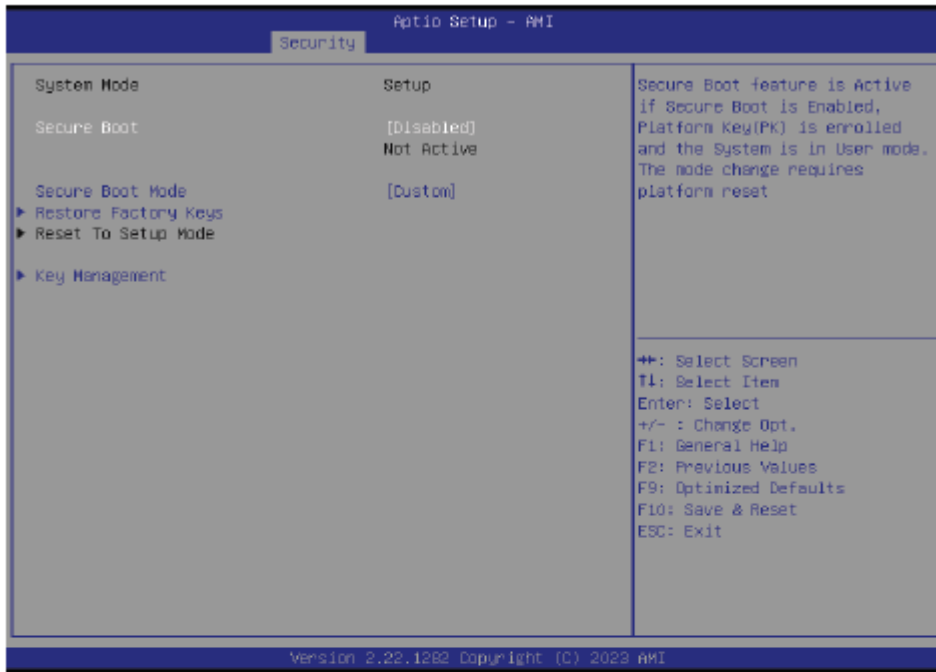 Aptio Setup - AMI
Security
System Mode Setup
Secure Boot [Disabled]
Not Active
Secure Boot Mode [Custom]
▶ Restore Factory Keys
▶ Reset To Setup Mode
▶ Key Management
Secure Boot feature is Active
if Secure Boot is Enabled,
Platform Key(PK) is enrolled
and the System is in User mode.
The mode change requires
platform reset
→←: Select Screen
↑↓: Select Item
Enter: Select
+/- : Change Opt.
F1: General Help
F2: Previous Values
F9: Optimized Defaults
F10: Save & Reset
ESC: Exit
Version 2.22.1282 Copyright (C) 2023 AMI